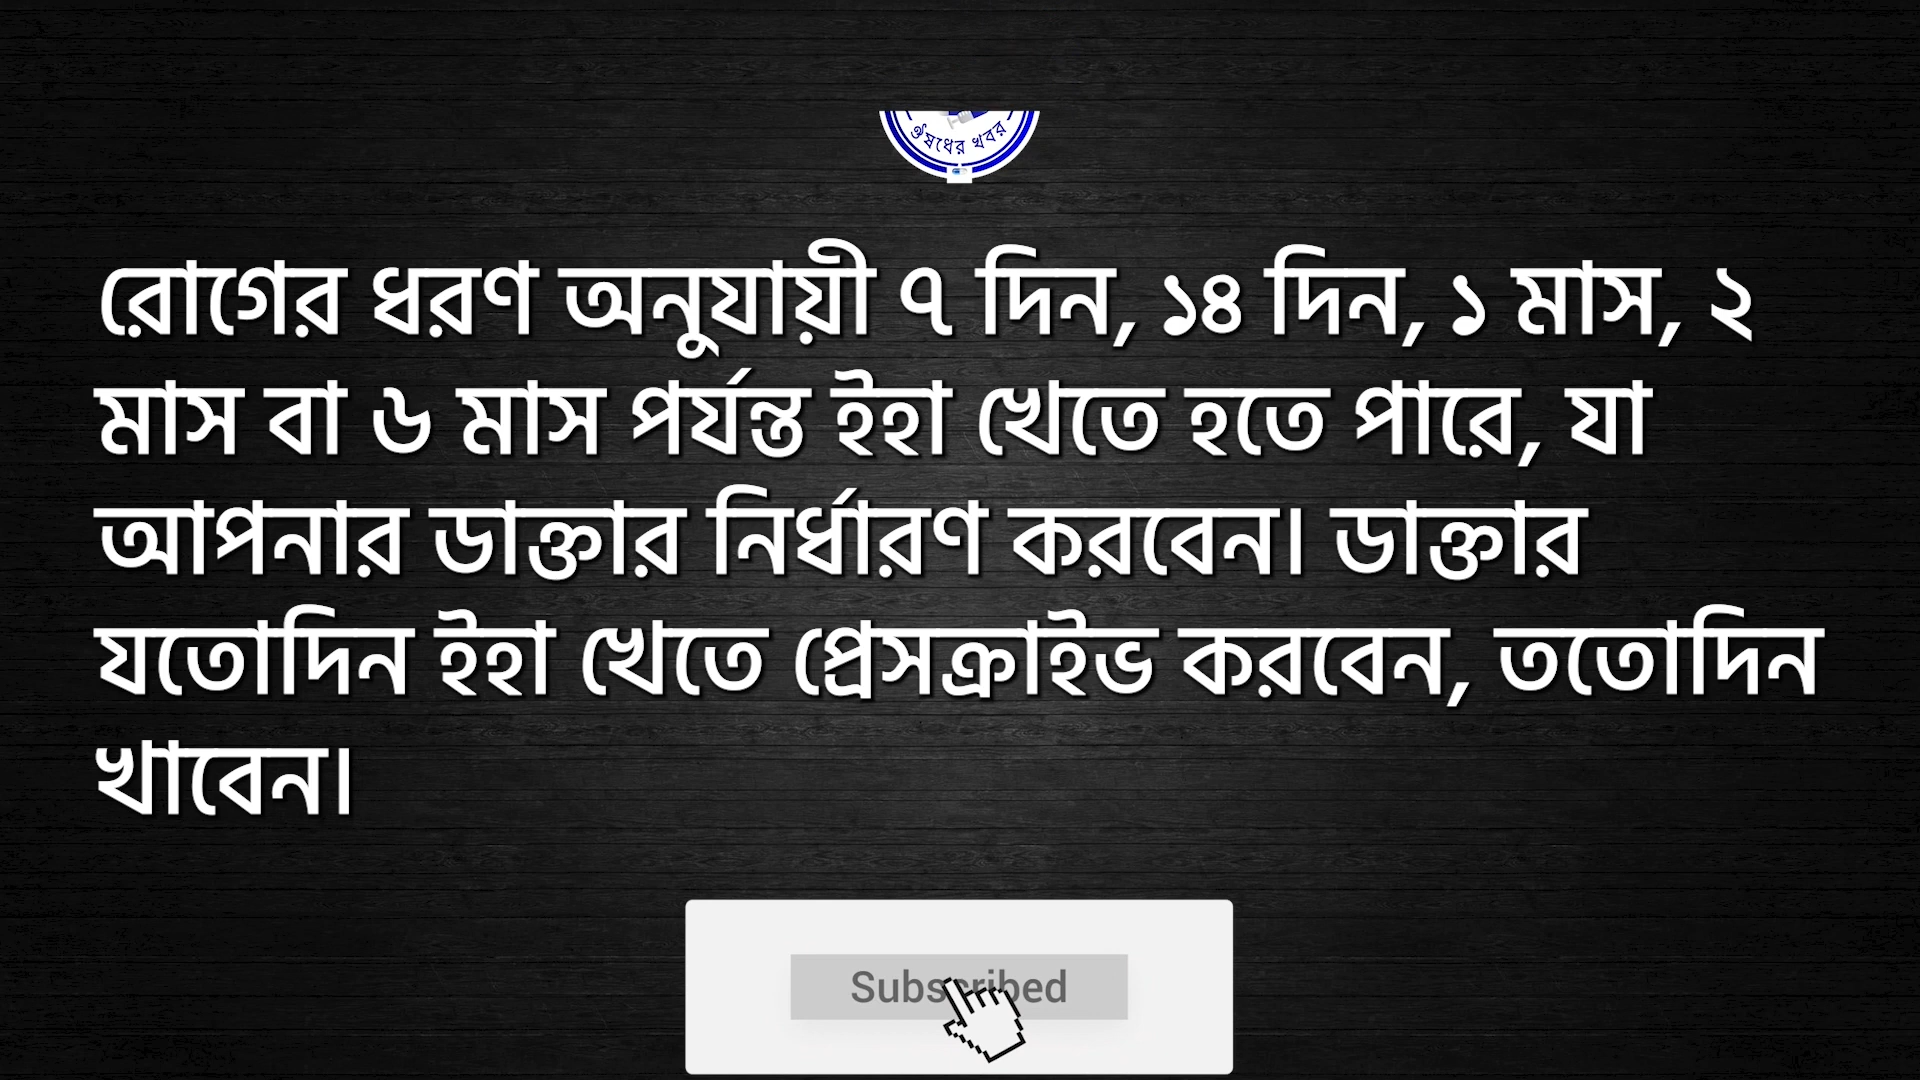 ঔষধের খবর
রোগের ধরণ অনুযায়ী ৭ দিন, ১৪ দিন, ১ মাস, ২
মাস বা ৬ মাস পর্যন্ত ইহা খেতে হতে পারে, যা
আপনার ডাক্তার নির্ধারণ করবেন। ডাক্তার
যতোদিন ইহা খেতে প্রেসক্রাইভ করবেন, ততোদিন
খাবেন।
Subscribed